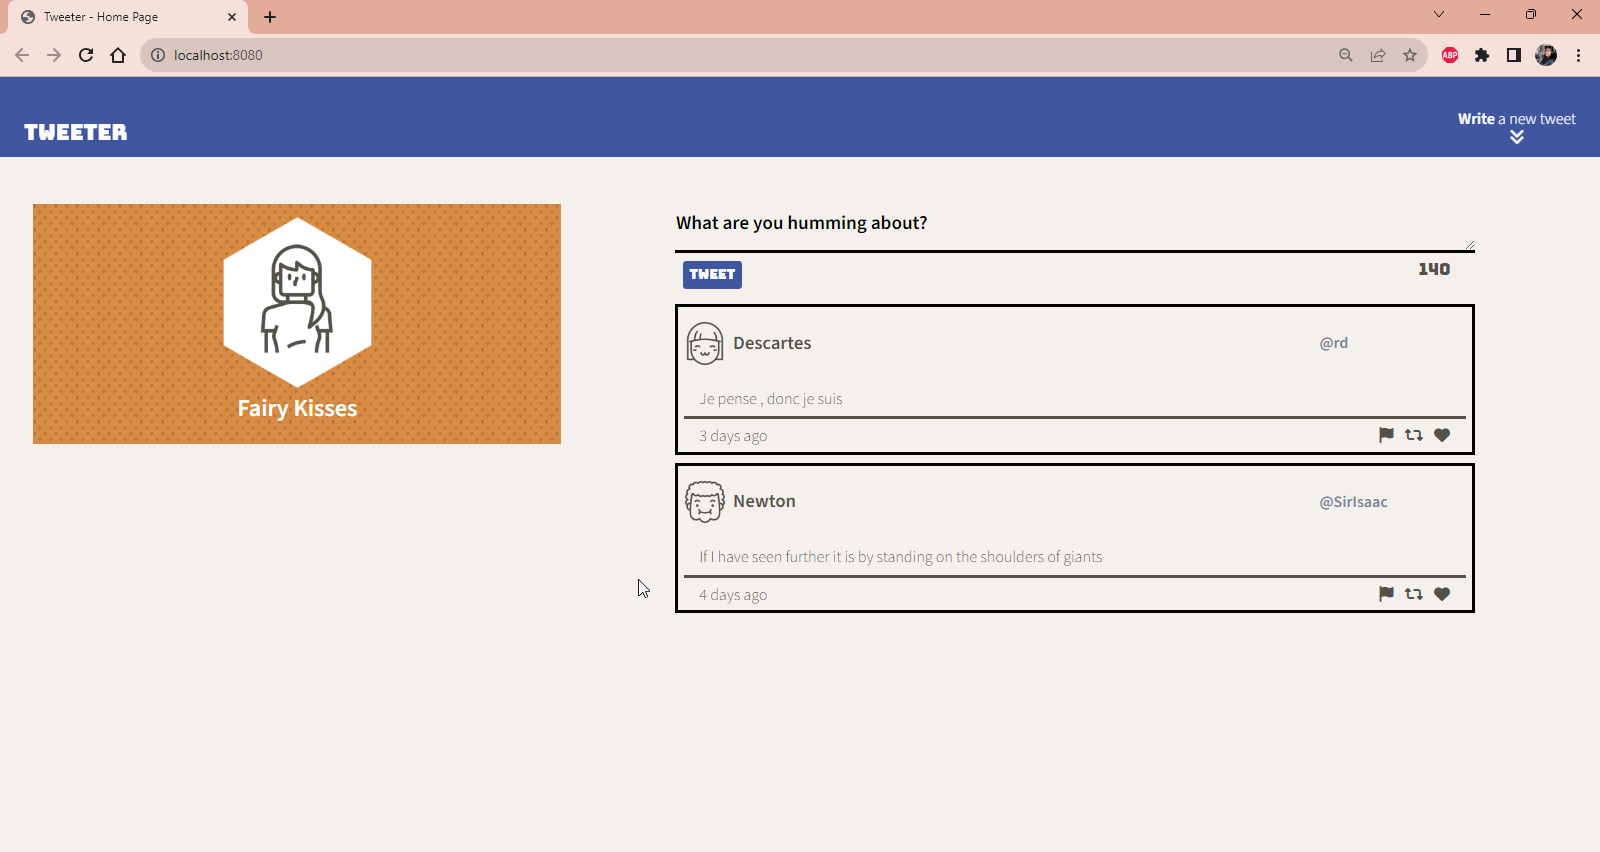 Tweeter - Home Page
localhost:8080
ABP
TWEETER
Write a new tweet
Fairy Kisses
What are you humming about?
TWEET
140
Descartes @rd
Je pense , donc je suis
3 days ago
Newton @SirIsaac
If I have seen further it is by standing on the shoulders of giants
4 days ago